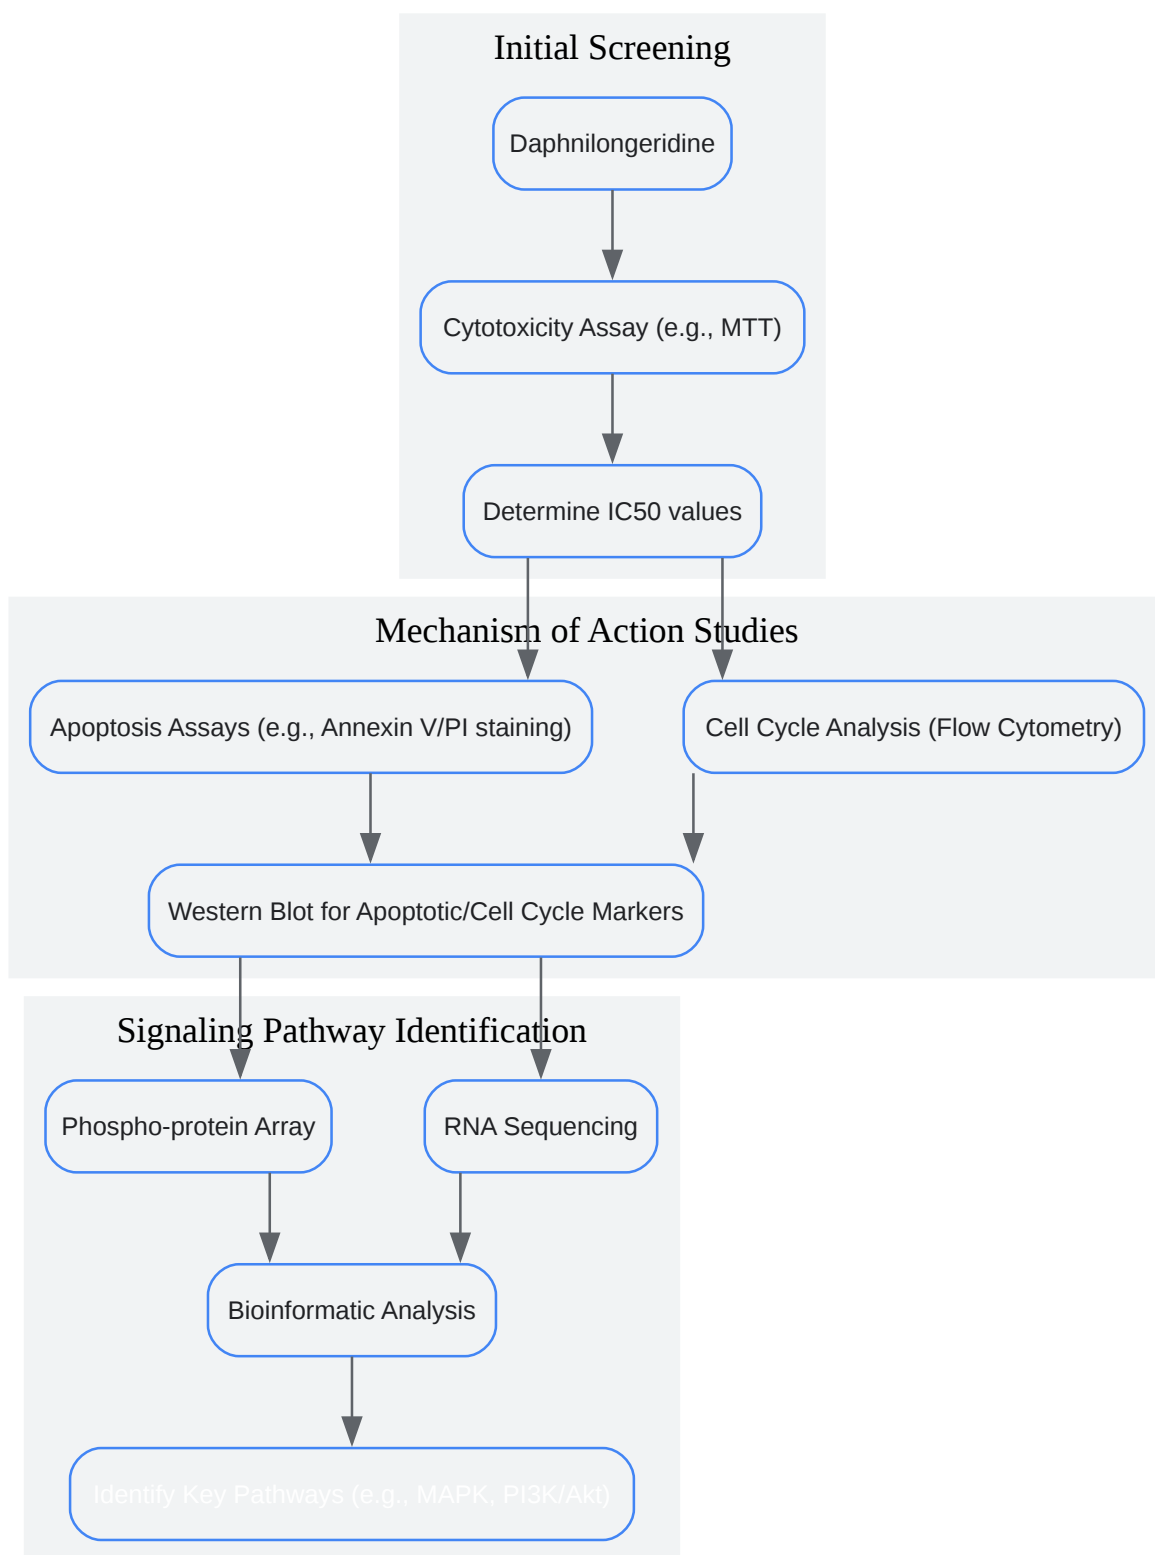 Initial Screening
Daphnilongeridine
Cytotoxicity Assay (e.g., MTT)
Determine IC50 values
Mechanism of Action Studies
Apoptosis Assays (e.g., Annexin V/PI staining)
Cell Cycle Analysis (Flow Cytometry)
Western Blot for Apoptotic/Cell Cycle Markers
Signaling Pathway Identification
Phospho-protein Array
RNA Sequencing
Bioinformatic Analysis
Identify Key Pathways (e.g., MAPK, PI3K/Akt)